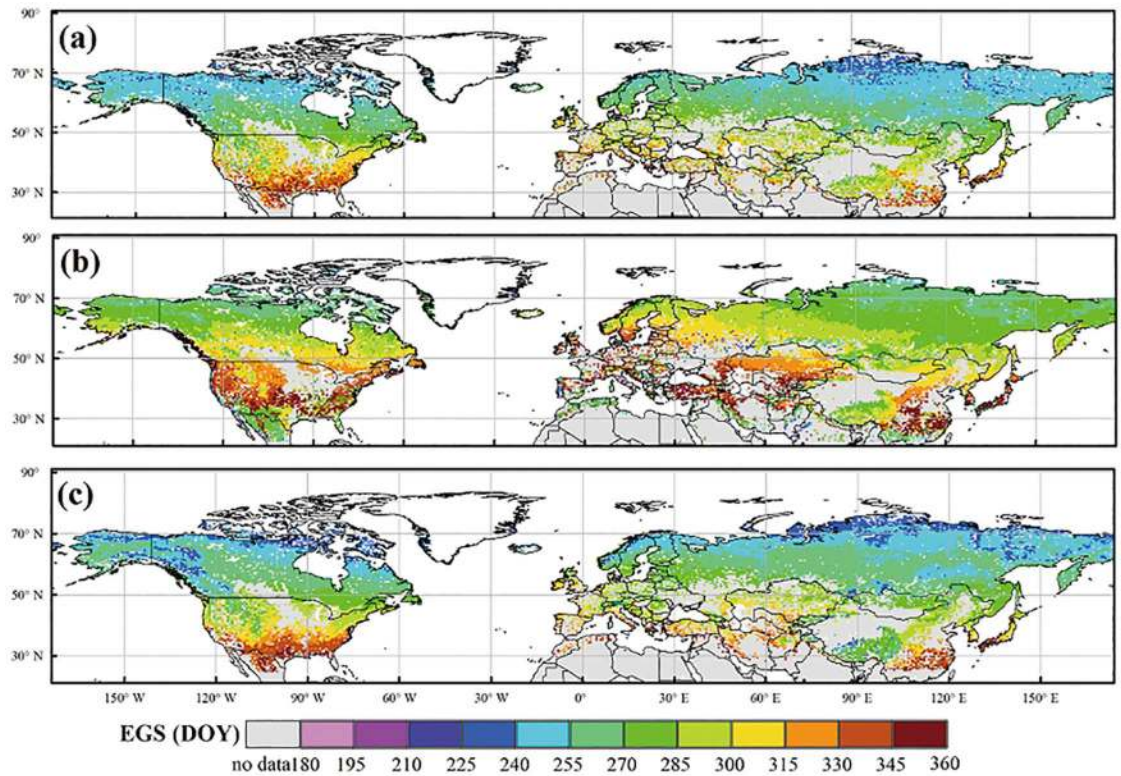 (a)
90°
70° N
50° N
30° N
(b)
90°
70° N
50° N
30° N
(c)
90°
70° N
50° N
30° N
150° W 120° W 90° W 60° W 30° W 0° 30° E 60° E 90° E 120° E 150° E
EGS (DOY)
no data 180 195 210 225 240 255 270 285 300 315 330 345 360